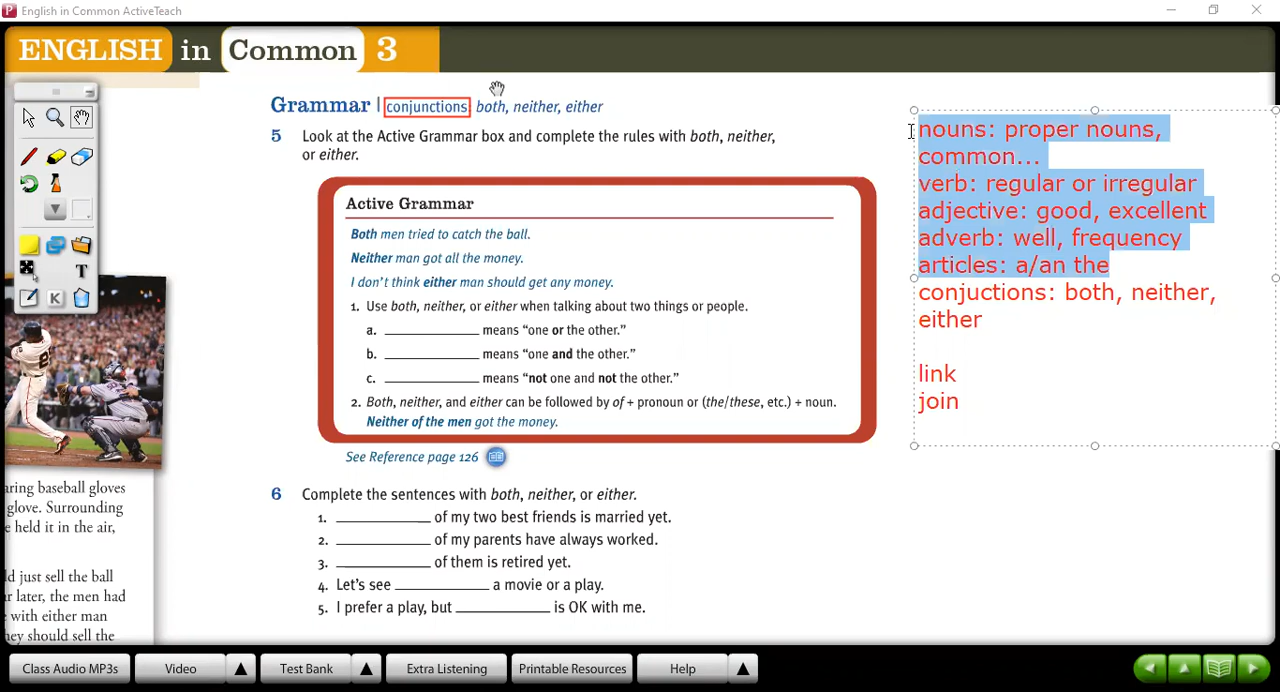 English in Common ActiveTeach
ENGLISH in Common 3
Grammar | conjunctions: both, neither, either
5 Look at the Active Grammar box and complete the rules with both, neither,
or either.
Active Grammar
Both men tried to catch the ball.
Neither man got all the money.
I don't think either man should get any money.
1. Use both, neither, or either when talking about two things or people.
a. __________ means “one or the other.”
b. __________ means “one and the other.”
c. __________ means “not one and not the other.”
2. Both, neither, and either can be followed by of + pronoun or (the/these, etc.) + noun.
Neither of the men got the money.
See Reference page 126
6 Complete the sentences with both, neither, or either.
1. __________ of my two best friends is married yet.
2. __________ of my parents have always worked.
3. __________ of them is retired yet.
4. Let's see __________ a movie or a play.
5. I prefer a play, but __________ is OK with me.
nouns: proper nouns,
common...
verb: regular or irregular
adjective: good, excellent
adverb: well, frequency
articles: a/an the
conjuctions: both, neither,
either
link
join
T
K
aring baseball gloves
glove. Surrounding
e held it in the air,
d just sell the ball
ar later, the men had
with either man
hey should sell the
Class Audio MP3s
Video
Test Bank
Extra Listening
Printable Resources
Help